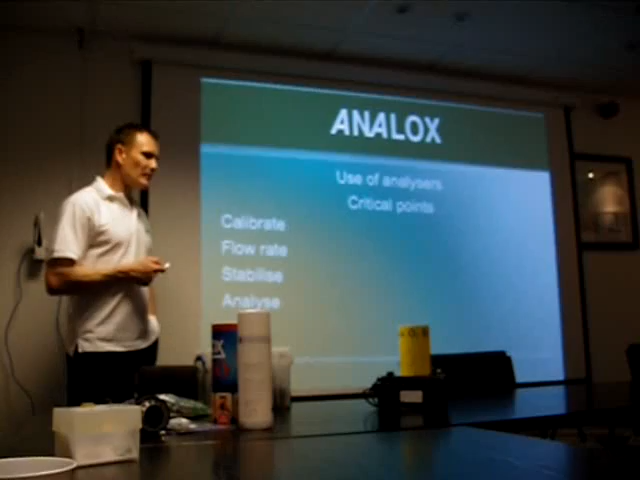 ANALOX
Use of analysers
Critical points
Calibrate
Flow rate
Stabilise
Analyse